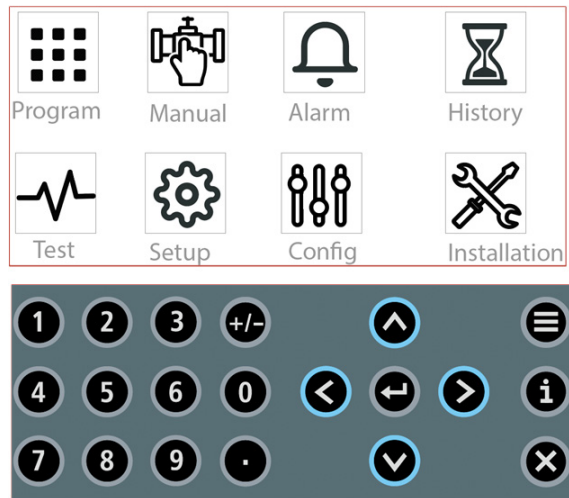 Program Manual Alarm History
Test Setup Config Installation
1 2 3 +/-
4 5 6 0 i
7 8 9 .